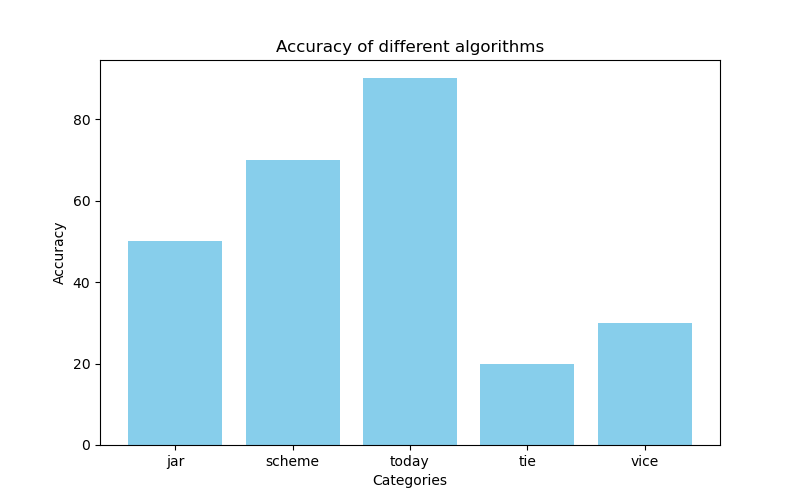 Accuracy of different algorithms
Accuracy
80
60
40
20
0
jar scheme today tie vice
Categories